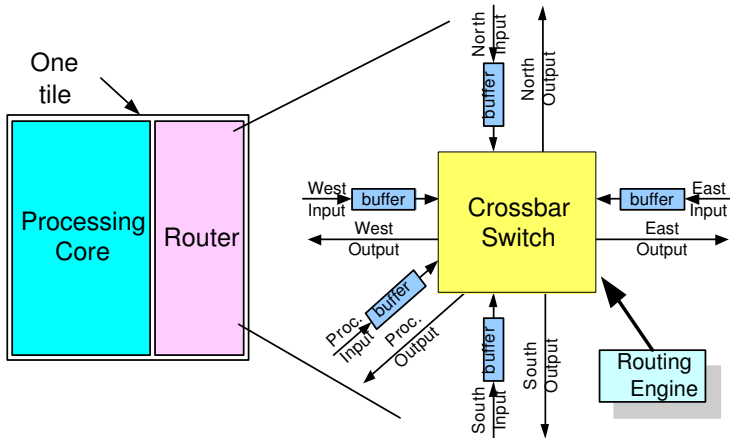 One
tile
Processing
Core
Router
North
Input
buffer
North
Output
West
Input
buffer
West
Output
Crossbar
Switch
buffer
East
Input
East
Output
Proc.
Input
buffer
Proc.
Output
buffer
South
Input
South
Output
Routing
Engine